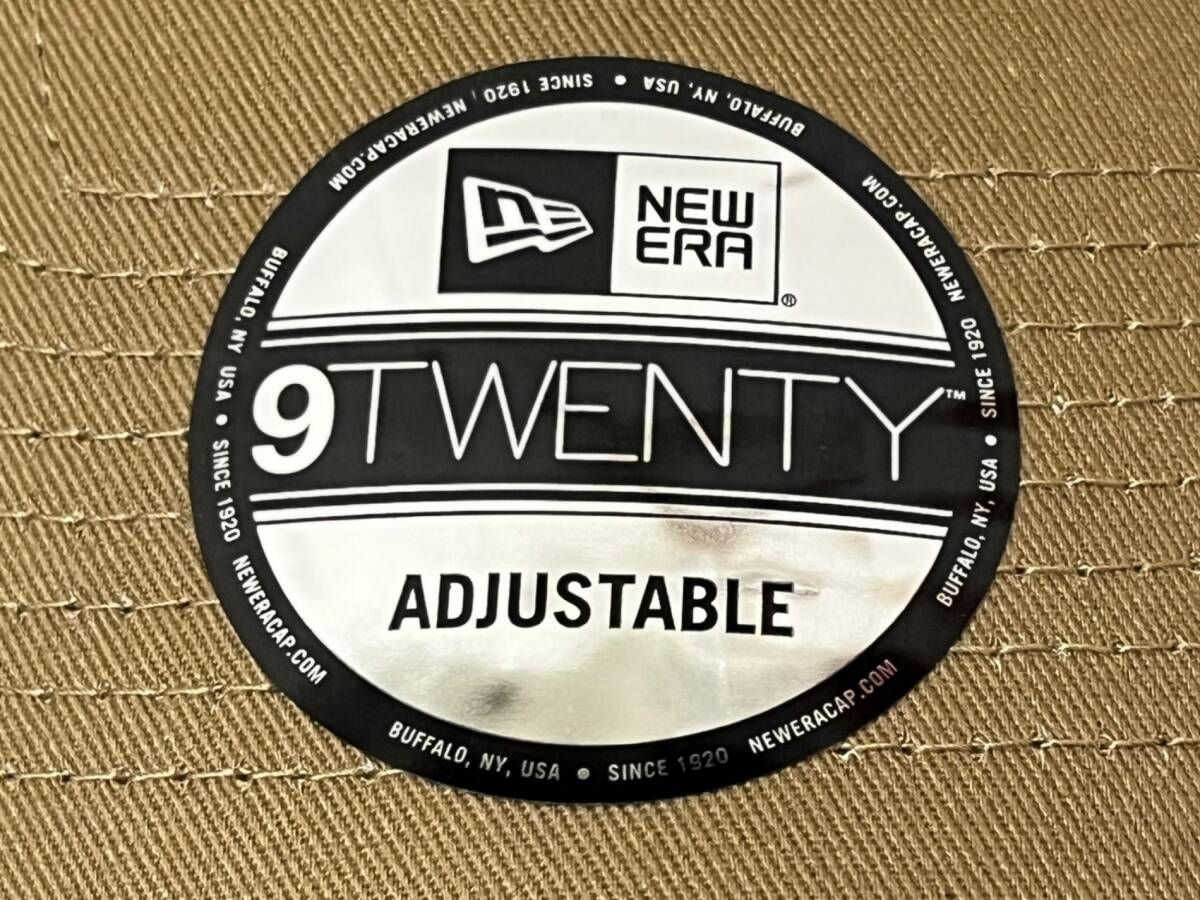 NEW
ERA
®
9TWENTY™
ADJUSTABLE
BUFFALO, NY, USA • SINCE 1920 NEWERACAP.COM
BUFFALO, NY, USA • SINCE 1920 NEWERACAP.COM
BUFFALO, NY, USA • SINCE 1920 NEWERACAP.COM
BUFFALO, NY USA • SINCE 1920 NEWERACAP.COM